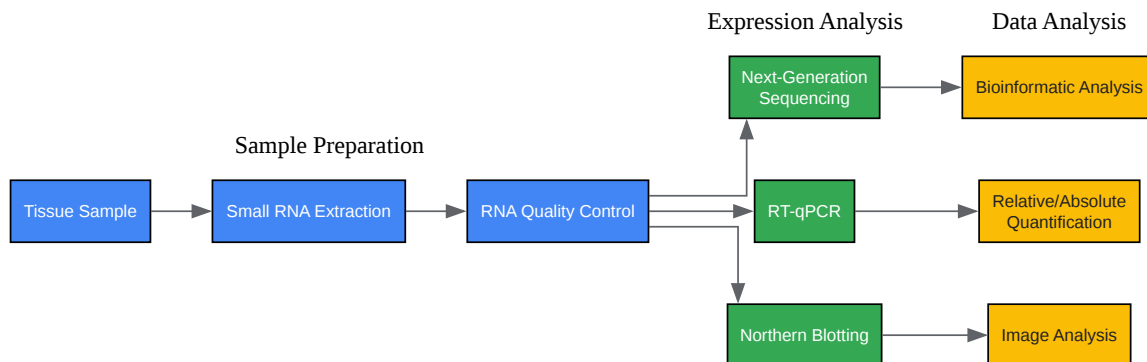 Expression Analysis
Data Analysis
Next-Generation
Sequencing
Bioinformatic Analysis
Sample Preparation
Tissue Sample
Small RNA Extraction
RNA Quality Control
RT-qPCR
Relative/Absolute
Quantification
Northern Blotting
Image Analysis